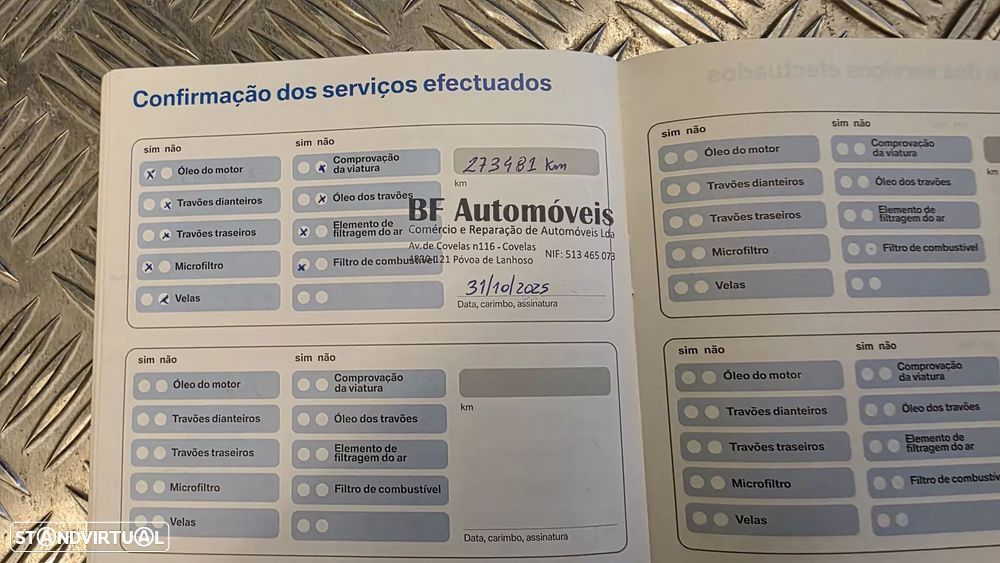 Confirmação dos serviços efectuados
sim não
sim não
Óleo do motor
Comprovação
da viatura
273481 Km
km
Travões dianteiros
Óleo dos travões
BF Automóveis
Comércio e Reparação de Automóveis Lda
Travões traseiros
Elemento de
filtragem do ar
Av. de Covelas n116 - Covelas
4830-121 Póvoa de Lanhoso
NIF: 513 465 073
Microfiltro
Filtro de combustível
Velas
31/10/2025
Data, carimbo, assinatura
sim não
sim não
Óleo do motor
Comprovação
da viatura
km
Travões dianteiros
Óleo dos travões
Travões traseiros
Elemento de
filtragem do ar
Microfiltro
Filtro de combustível
Velas
Data, carimbo, assinatura
sim não
sim não
Óleo do motor
Comprovação
da viatura
km
Travões dianteiros
Óleo dos travões
Travões traseiros
Elemento de
filtragem do ar
Microfiltro
Filtro de combustível
Velas
sim não
sim não
Óleo do motor
Comprovação
da viatura
Travões dianteiros
Óleo dos travões
Travões traseiros
Elemento de
filtragem do ar
Microfiltro
Filtro de combustív
Velas
STANDVIRTUAL